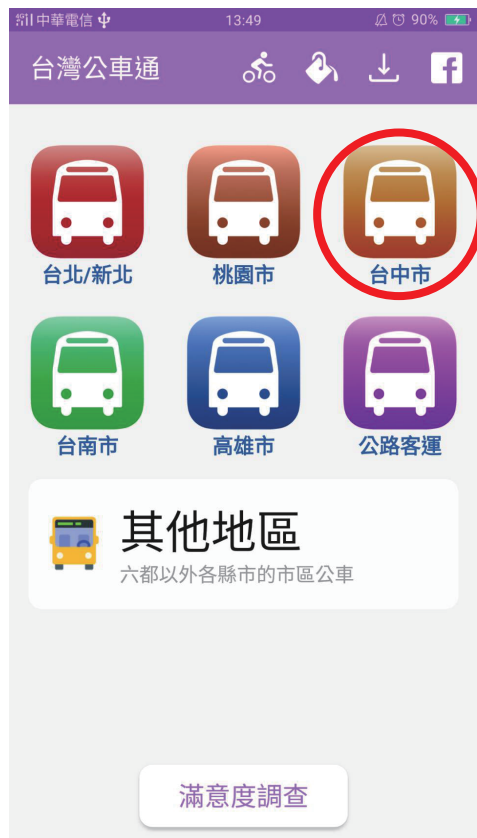 中華電信 13:49 90%
台灣公車通
台北/新北 桃園市 台中市
台南市 高雄市 公路客運
其他地區
六都以外各縣市的市區公車
滿意度調查